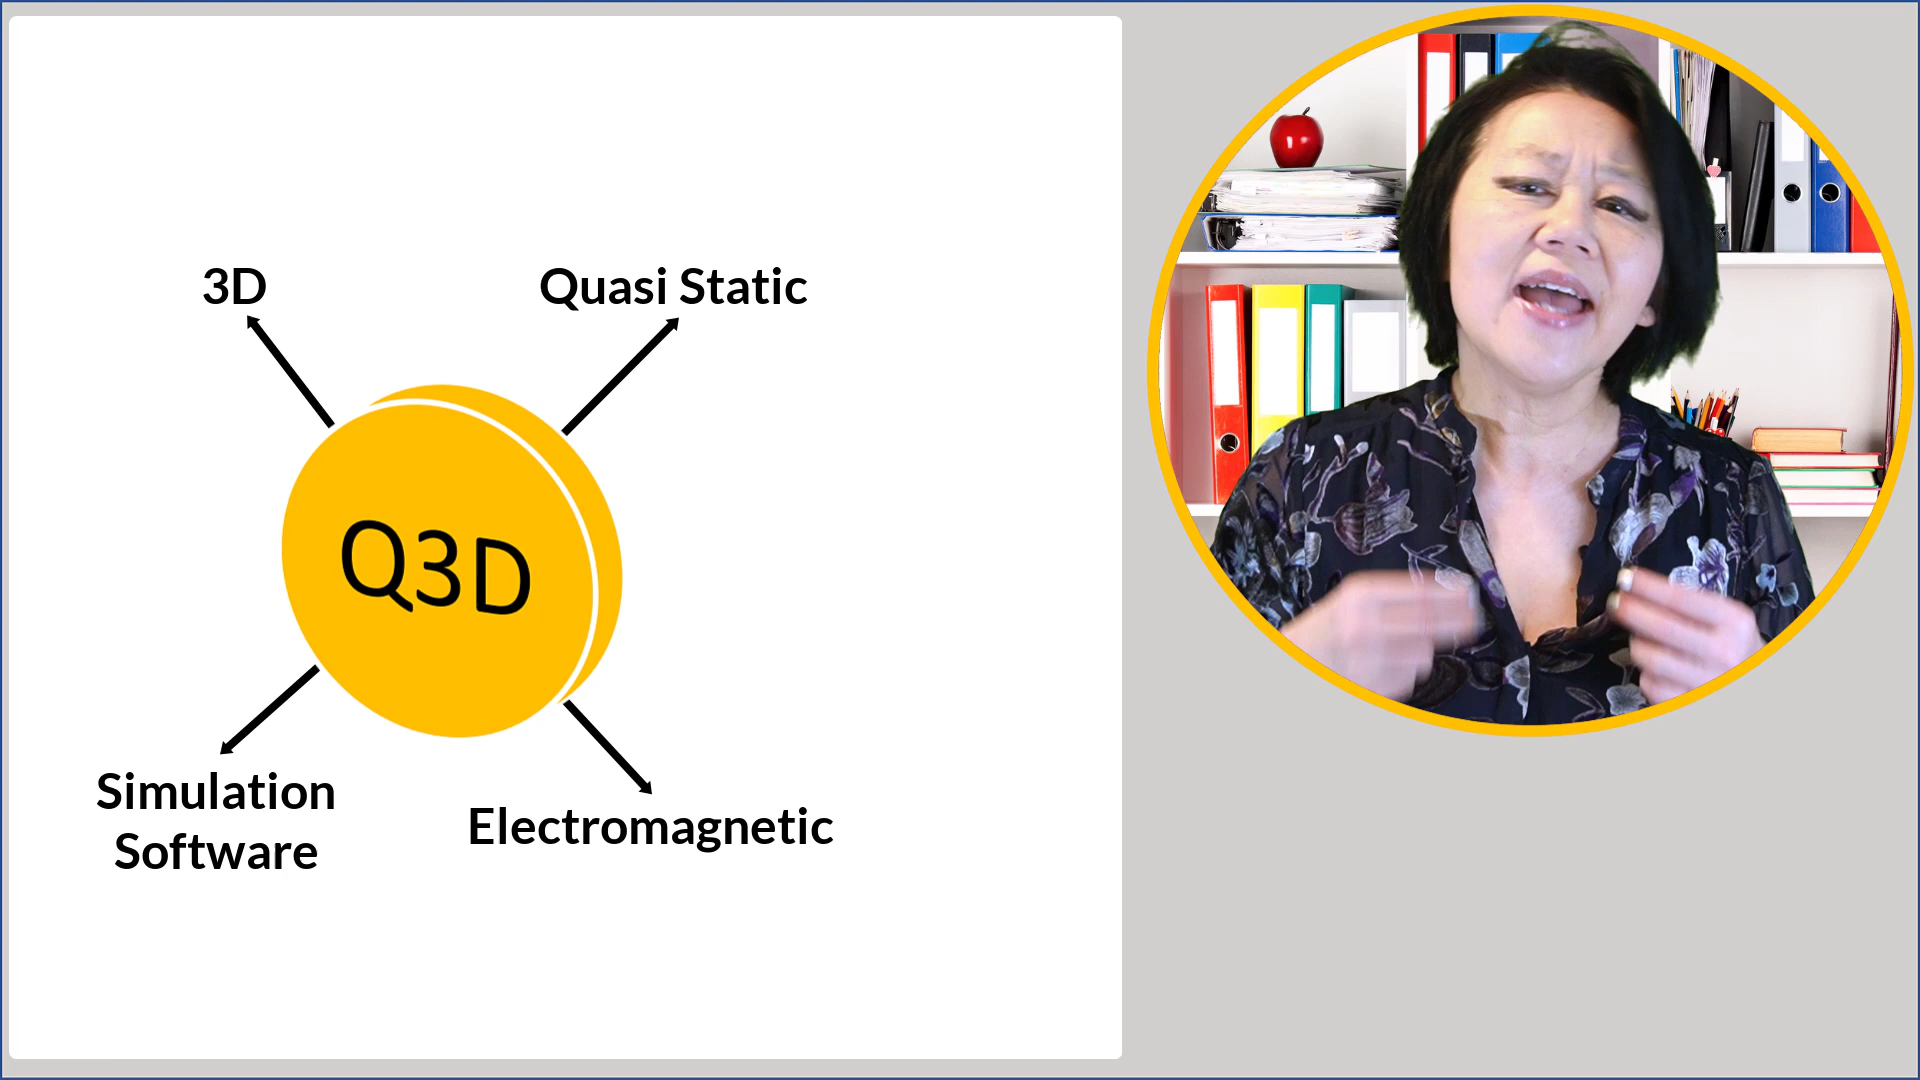 3D
Quasi Static
Q3D
Simulation
Software
Electromagnetic